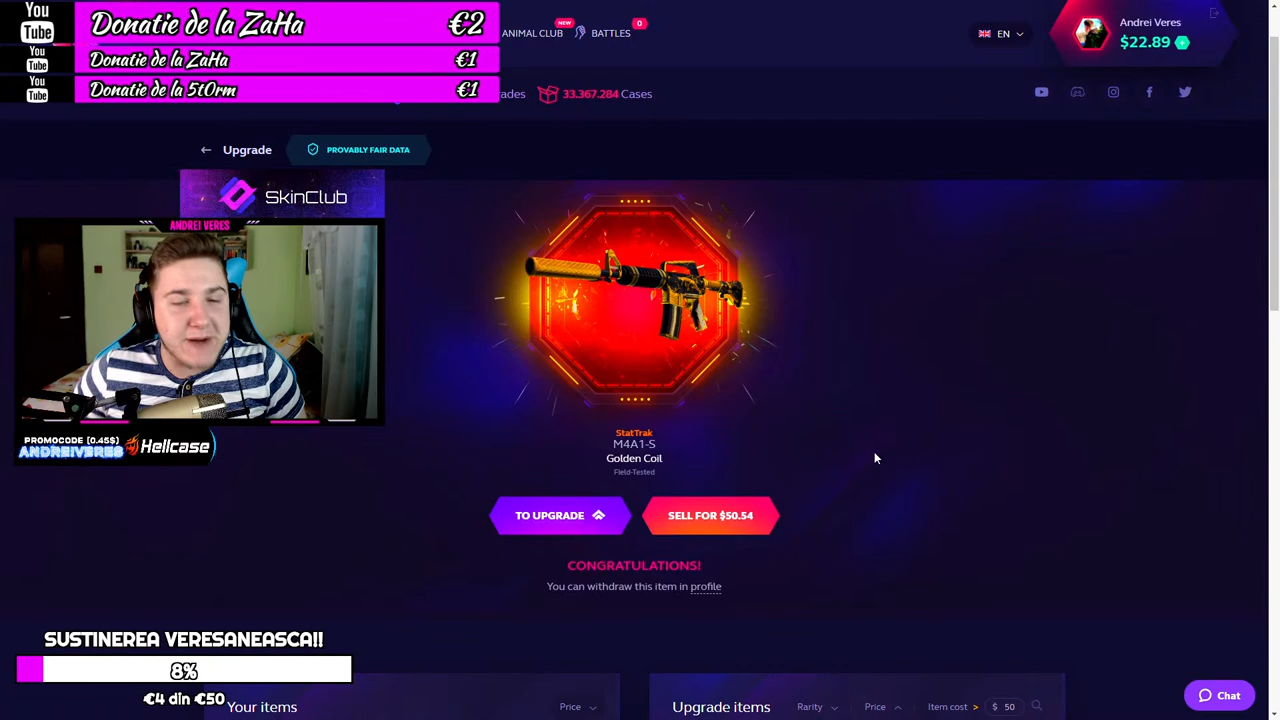 You
Tube
Donatie de la ZaHa €2
You
Tube
Donatie de la ZaHa €1
You
Tube
Donatie de la 5tOrm €1
ANIMAL CLUB NEW BATTLES 0
EN
Andrei Veres
$22.89 +
ades 33.367.284 Cases
← Upgrade PROVABLY FAIR DATA
SkinClub
ANDREI VERES
PROMOCODE (0.45$)
ANDREIVERES
Hellcase
StatTrak
M4A1-S
Golden Coil
Field-Tested
TO UPGRADE
SELL FOR $50.54
CONGRATULATIONS!
You can withdraw this item in profile
SUSTINEREA VERESANEASCA!!
8%
€4 din €50
Your items Price
Upgrade items Rarity Price Item cost > $ 50
Chat